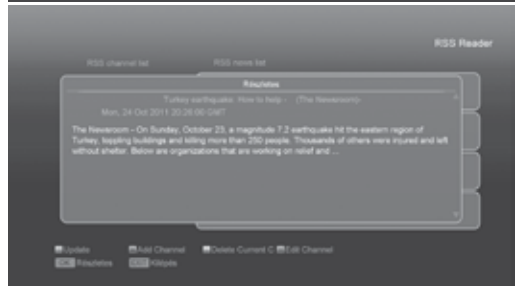 RSS Reader
RSS channel list RSS news list
Részletes
Turkey earthquake: How to help - (The Newsroom)-
Mon, 24 Oct 2011 20:26:00 GMT
The Newsroom - On Sunday, October 23, a magnitude 7.2 earthquake hit the eastern region of
Turkey, toppling buildings and killing more than 250 people. Thousands of others were injured and left
without shelter. Below are organizations that are working on relief and ...
Update Add Channel Delete Current C Edit Channel
OK Részletes EXIT Kilépés